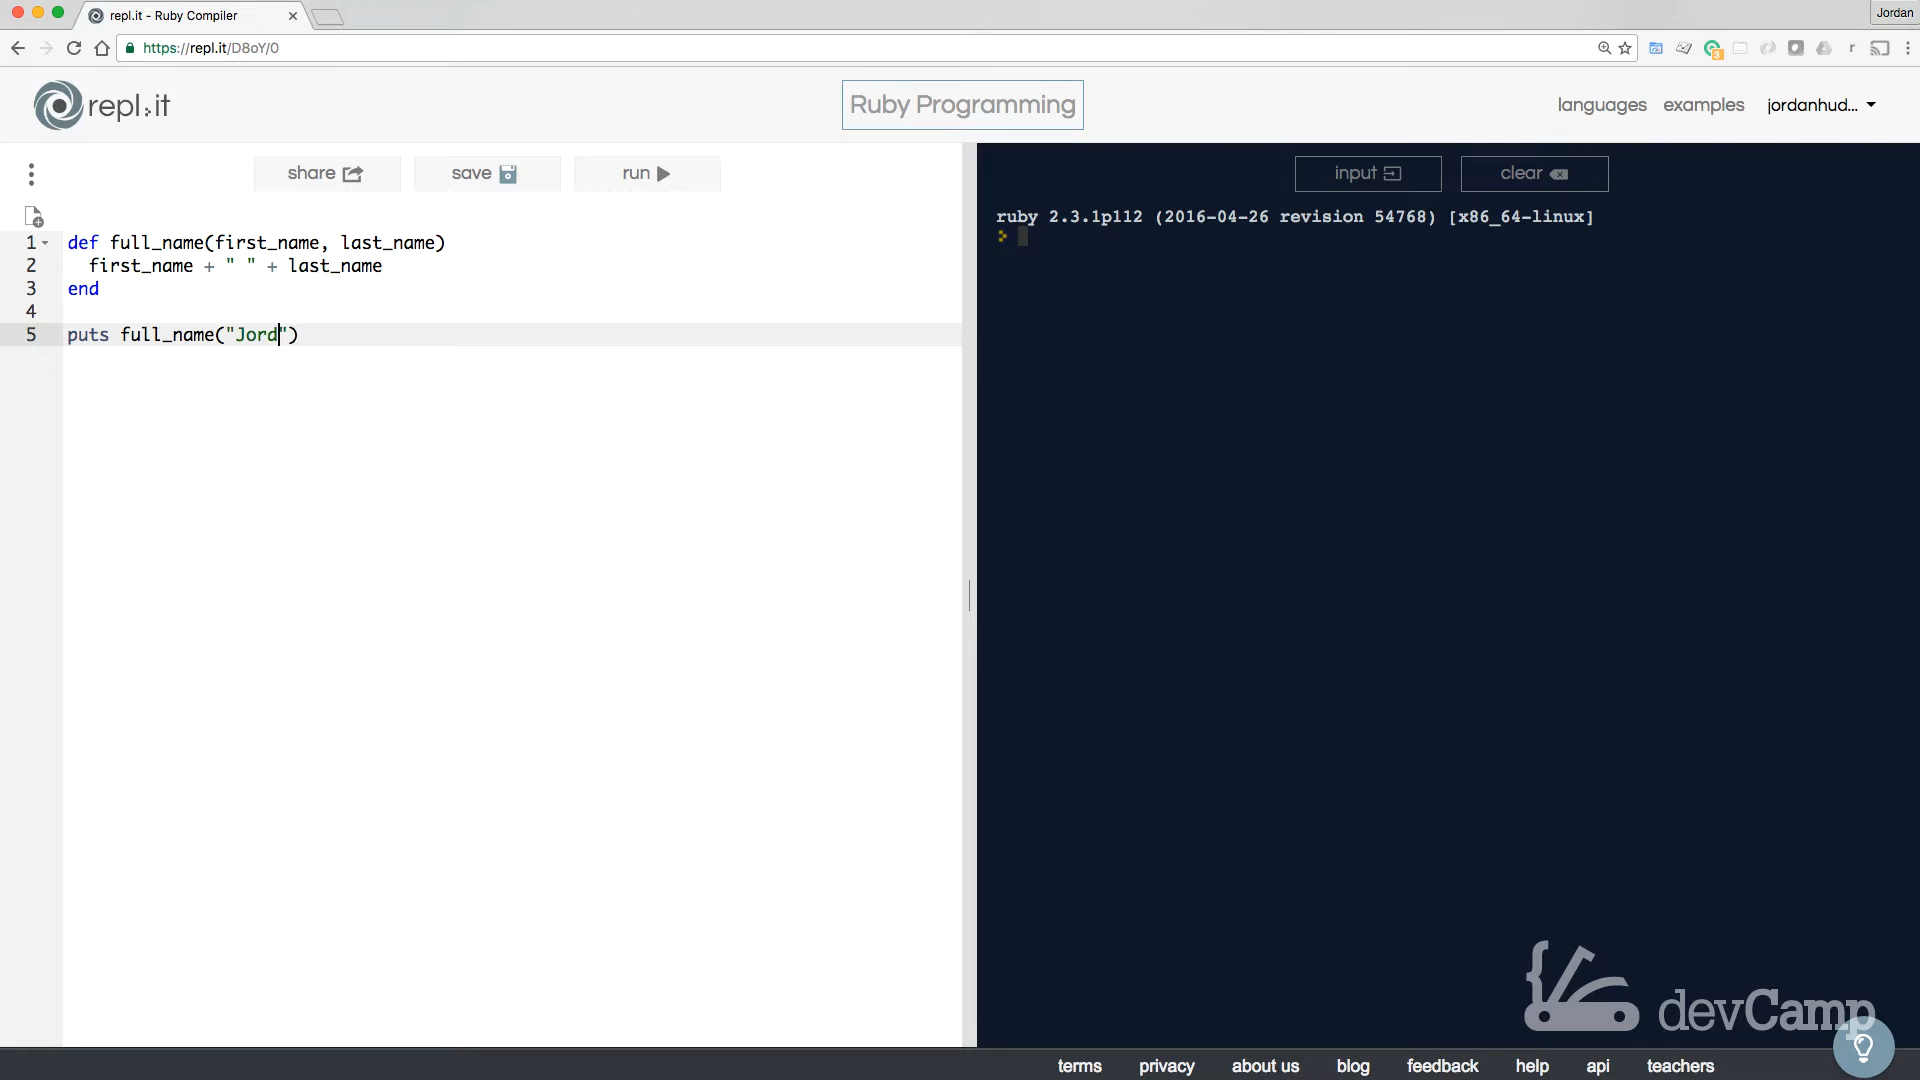 repl.it - Ruby Compiler
Jordan
https://repl.it/D8oY/0
3
r
repl.it
Ruby Programming
languages examples jordanhud...
share save run
input clear
ruby 2.3.1p112 (2016-04-26 revision 54768) [x86_64-linux]
1 def full_name(first_name, last_name)
2 first_name + " " + last_name
3 end
4
5 puts full_name("Jord")
devCamp
terms privacy about us blog feedback help api teachers